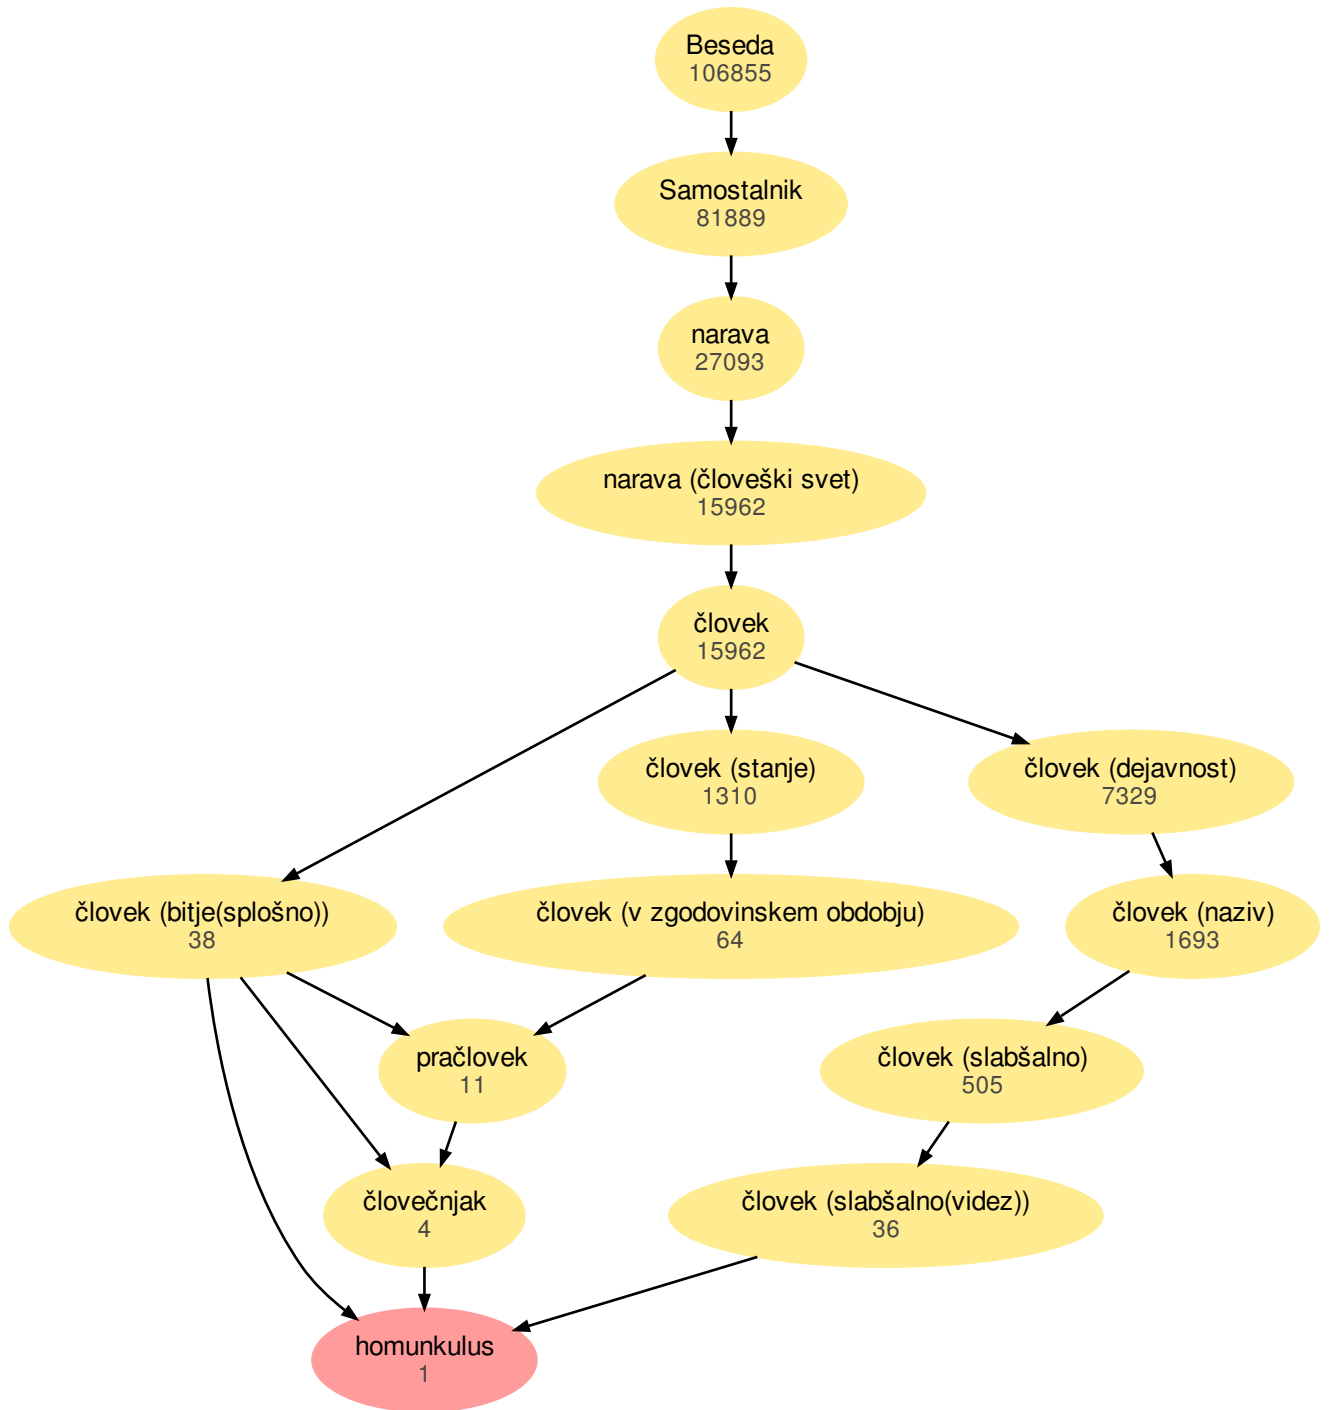 Beseda
106855
Samostalnik
81889
narava
27093
narava (človeški svet)
15962
človek
15962
človek (stanje)
1310
človek (dejavnost)
7329
človek (bitje(splošno))
38
človek (v zgodovinskem obdobju)
64
človek (naziv)
1693
pračlovek
11
človek (slabšalno)
505
človečnjak
4
človek (slabšalno(videz))
36
homunkulus
1